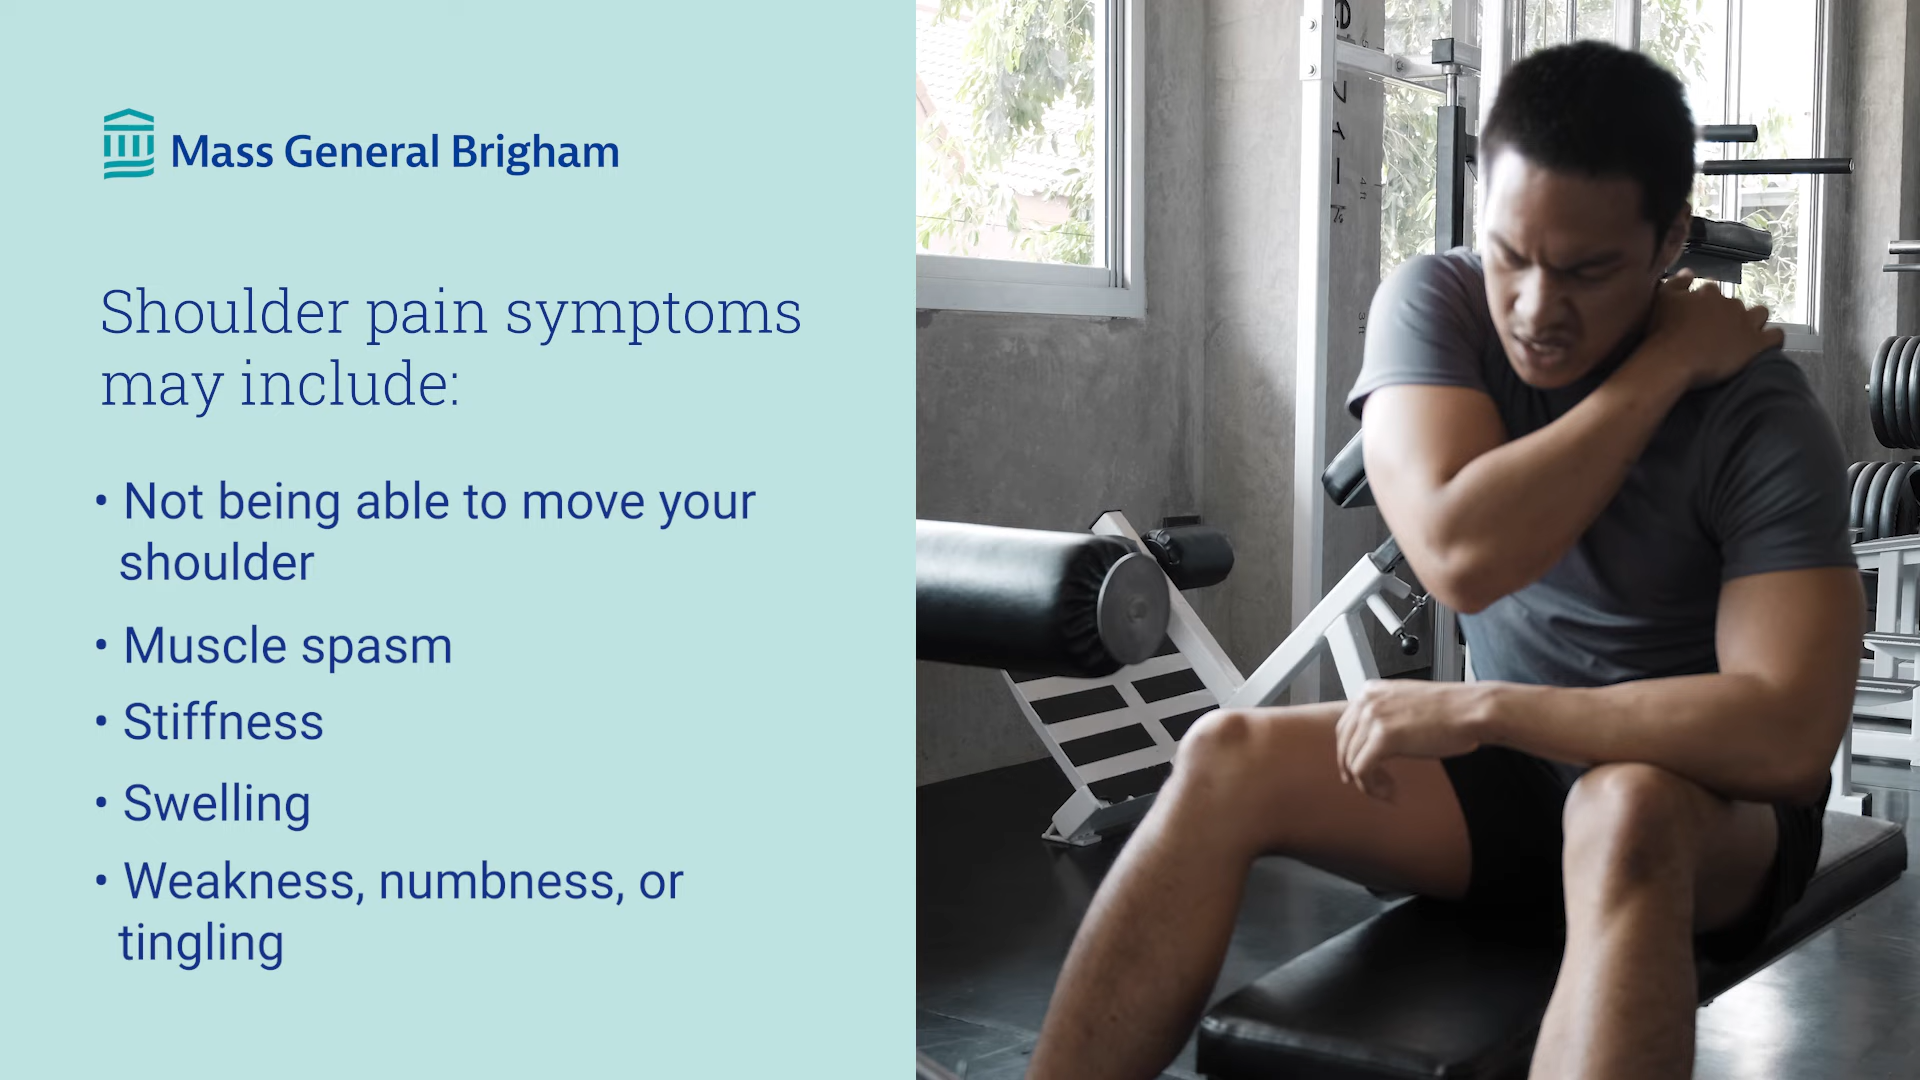 Mass General Brigham
Shoulder pain symptoms
may include:
• Not being able to move your
shoulder
• Muscle spasm
• Stiffness
• Swelling
• Weakness, numbness, or
tingling